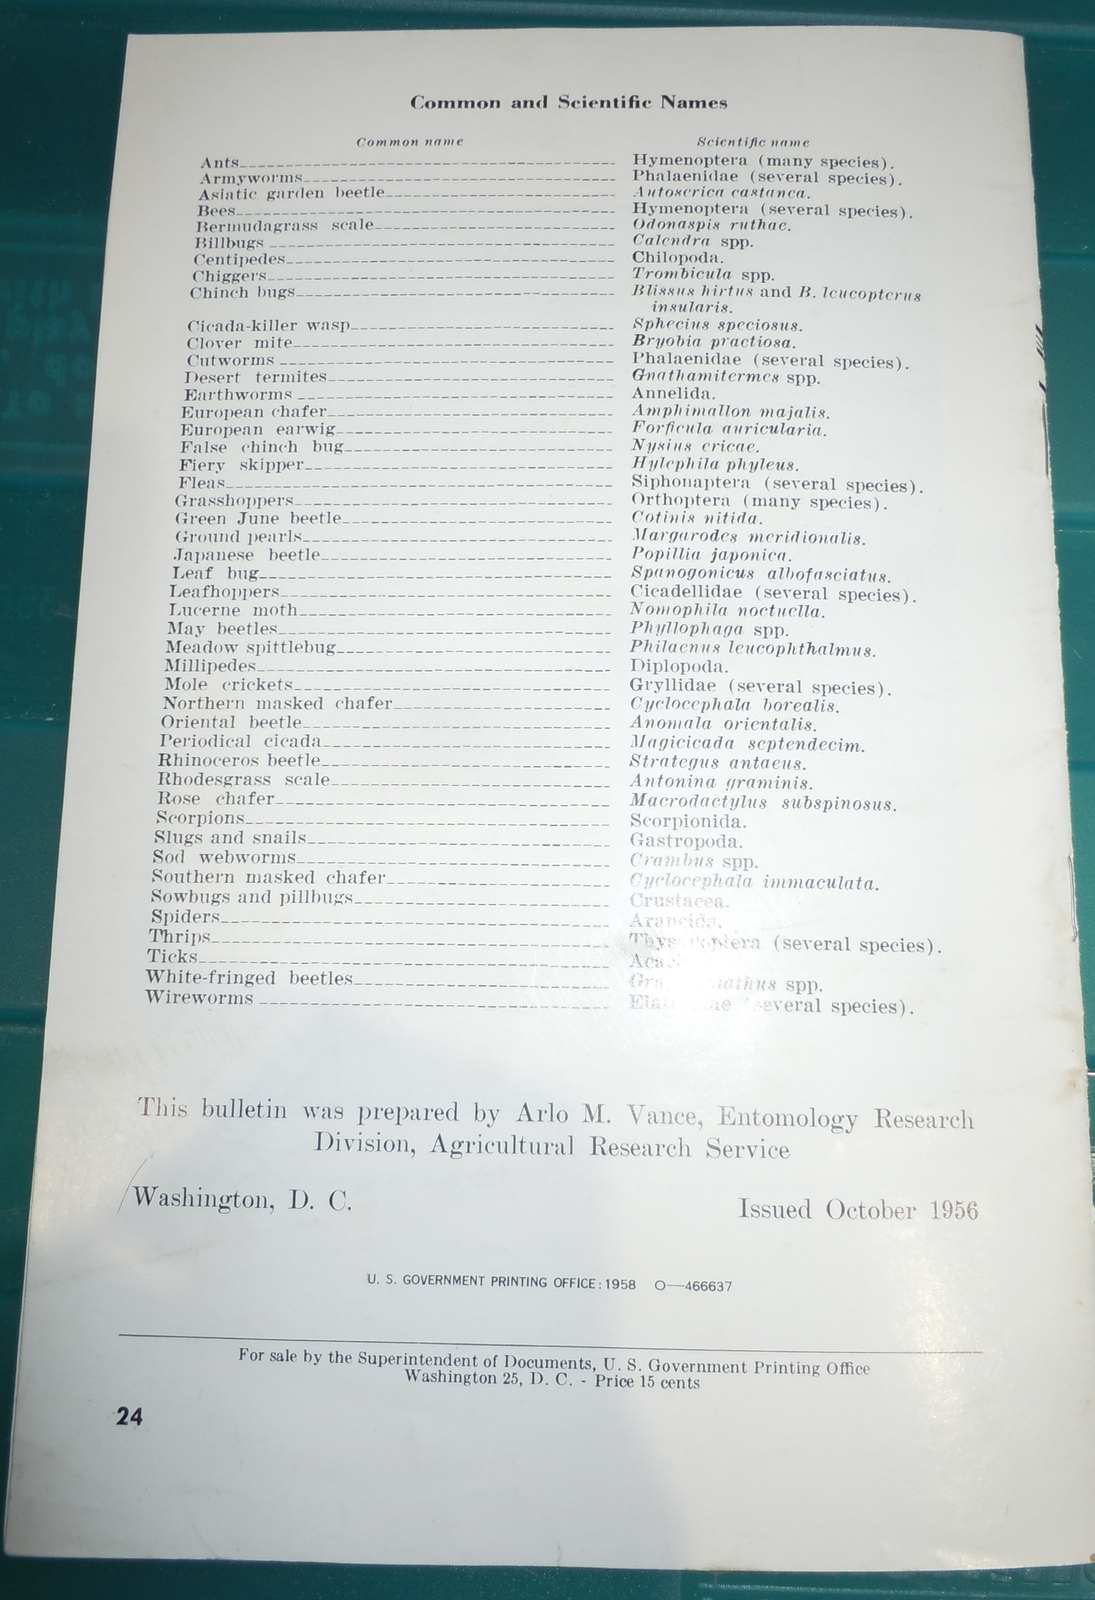 Common and Scientific Names
Common name Scientific name
Ants Hymenoptera (many species).
Armyworms Phalaenidae (several species).
Asiatic garden beetle Autoserica castanea.
Bees Hymenoptera (several species).
Bermudagrass scale Odonaspis ruthae.
Billbugs Calendra spp.
Centipedes Chilopoda.
Chiggers Trombicula spp.
Chinch bugs Blissus hirtus and B. leucopterus
insularis.
Cicada-killer wasp Sphecius speciosus.
Clover mite Bryobia practiosa.
Cutworms Phalaenidae (several species).
Desert termites Gnathamitermes spp.
Earthworms Annelida.
European chafer Amphimallon majalis.
European earwig Forficula auricularia.
False chinch bug Nysius ericae.
Fiery skipper Hylephila phyleus.
Fleas Siphonaptera (several species).
Grasshoppers Orthoptera (many species).
Green June beetle Cotinis nitida.
Ground pearls Margarodes meridionalis.
Japanese beetle Popillia japonica.
Leaf bug Spanogonicus albofasciatus.
Leafhoppers Cicadellidae (several species).
Lucerne moth Nomophila noctuella.
May beetles Phyllophaga spp.
Meadow spittlebug Philaenus leucophthalmus.
Millipedes Diplopoda.
Mole crickets Gryllidae (several species).
Northern masked chafer Cyclocephala borealis.
Oriental beetle Anomala orientalis.
Periodical cicada Magicicada septendecim.
Rhinoceros beetle Strategus antaeus.
Rhodesgrass scale Antonina graminis.
Rose chafer Macrodactylus subspinosus.
Scorpions Scorpionida.
Slugs and snails Gastropoda.
Sod webworms Crambus spp.
Southern masked chafer Cyclocephala immaculata.
Sowbugs and pillbugs Crustacea.
Spiders Araneida.
Thrips (several species).
Ticks
White-fringed beetles spp.
Wireworms (several species).
This bulletin was prepared by Arlo M. Vance, Entomology Research
Division, Agricultural Research Service
Washington, D. C. Issued October 1956
U. S. GOVERNMENT PRINTING OFFICE: 1958 O—466637
For sale by the Superintendent of Documents, U. S. Government Printing Office
Washington 25, D. C. - Price 15 cents
24